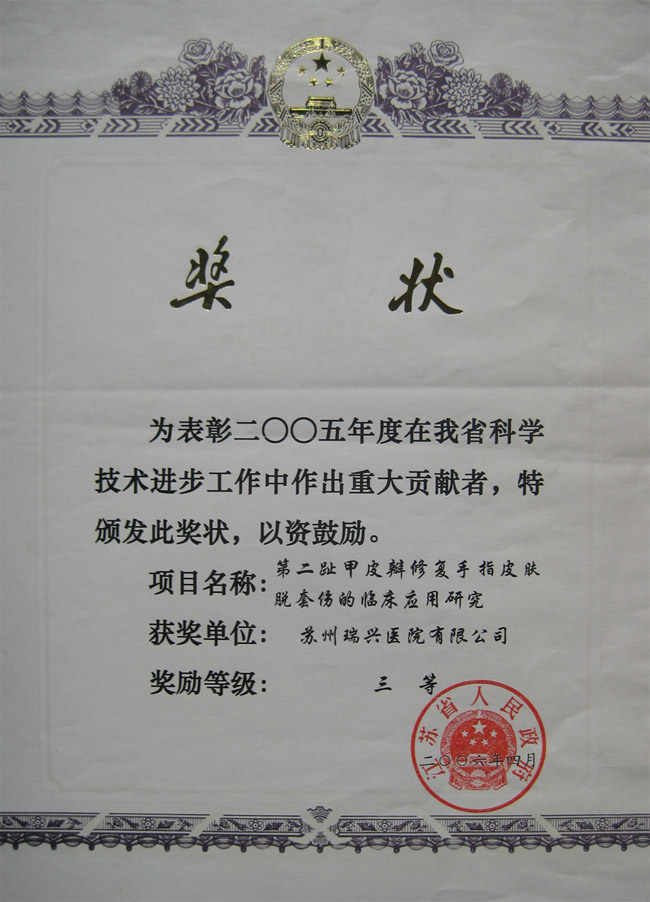 奖状
为表彰二〇〇五年度在我省科学
技术进步工作中作出重大贡献者，特
颁发此奖状，以资鼓励。
项目名称：第二趾甲皮瓣修复手指皮肤
脱套伤的临床应用研究
获奖单位：苏州瑞兴医院有限公司
奖励等级：三等
江苏省人民政府
二〇〇六年四月